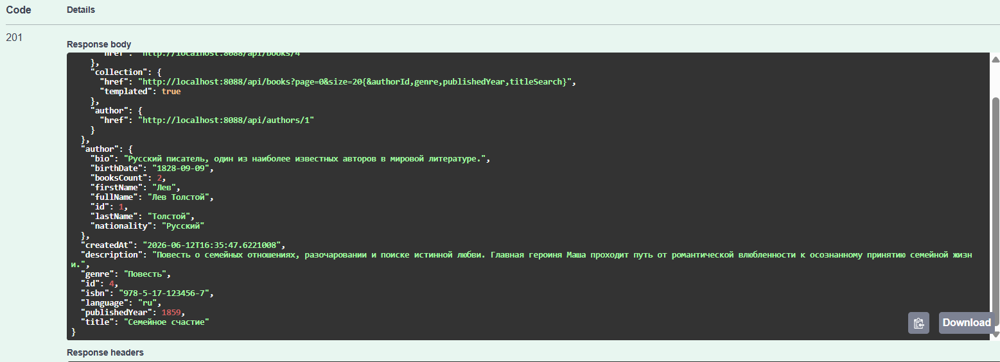 Code Details
201
Response body
"href": "http://localhost:8088/api/books/4"
},
"collection": {
"href": "http://localhost:8088/api/books?page=0&size=20{&authorId,genre,publishedYear,titleSearch}",
"templated": true
},
"author": {
"href": "http://localhost:8088/api/authors/1"
}
},
"author": {
"bio": "Русский писатель, один из наиболее известных авторов в мировой литературе.",
"birthDate": "1828-09-09",
"booksCount": 2,
"firstName": "Лев",
"fullName": "Лев Толстой",
"id": 1,
"lastName": "Толстой",
"nationality": "Русский"
},
"createdAt": "2026-06-12T16:35:47.6221008",
"description": "Повесть о семейных отношениях, разочаровании и поиске истинной любви. Главная героиня Маша проходит путь от романтической влюбленности к осознанному принятию семейной жизн
и.",
"genre": "Повесть",
"id": 4,
"isbn": "978-5-17-123456-7",
"language": "ru",
"publishedYear": 1859,
"title": "Семейное счастие"
}
Download
Response headers